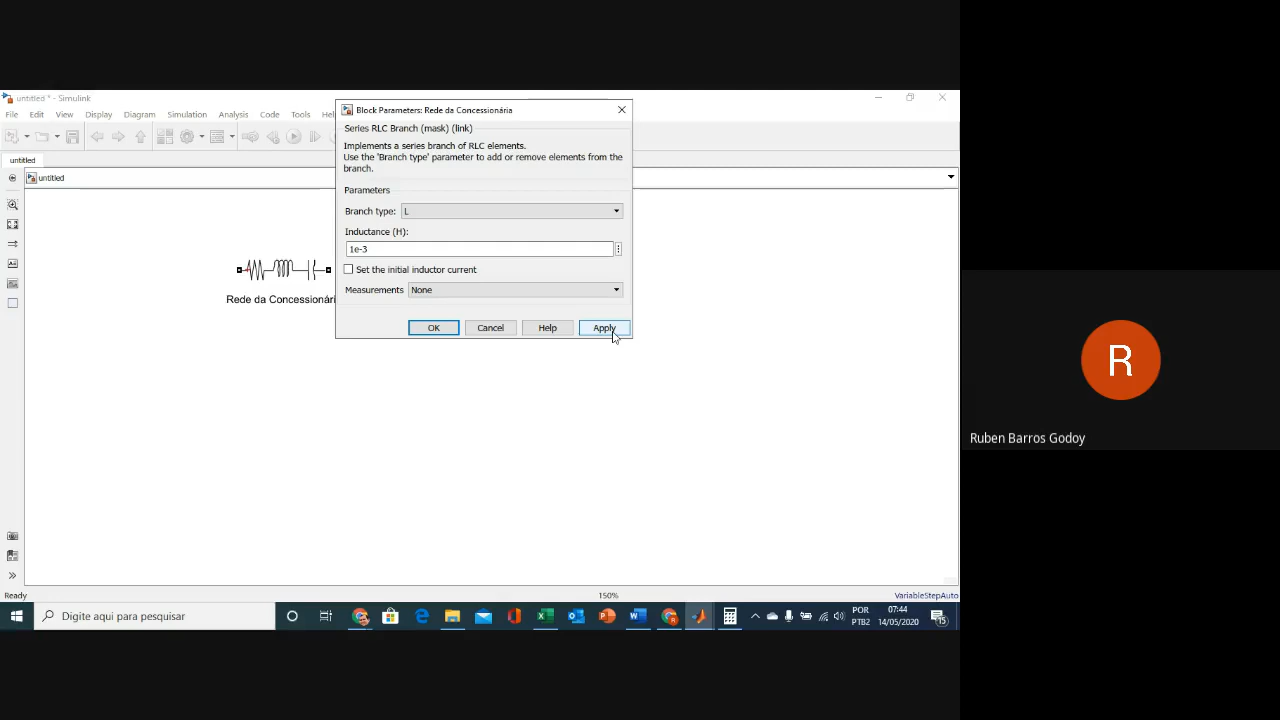 untitled * - Simulink
File Edit View Display Diagram Simulation Analysis Code Tools Hel
untitled
untitled
Block Parameters: Rede da Concessionária
Series RLC Branch (mask) (link)
Implements a series branch of RLC elements.
Use the 'Branch type' parameter to add or remove elements from the
branch.
Parameters
Branch type: L
Inductance (H):
1e-3
Set the initial inductor current
Measurements None
OK Cancel Help Apply
Rede da Concessionári
R
Ruben Barros Godoy
Ready 150% VariableStepAuto
Digite aqui para pesquisar
POR 07:44
PTB2 14/05/2020 15